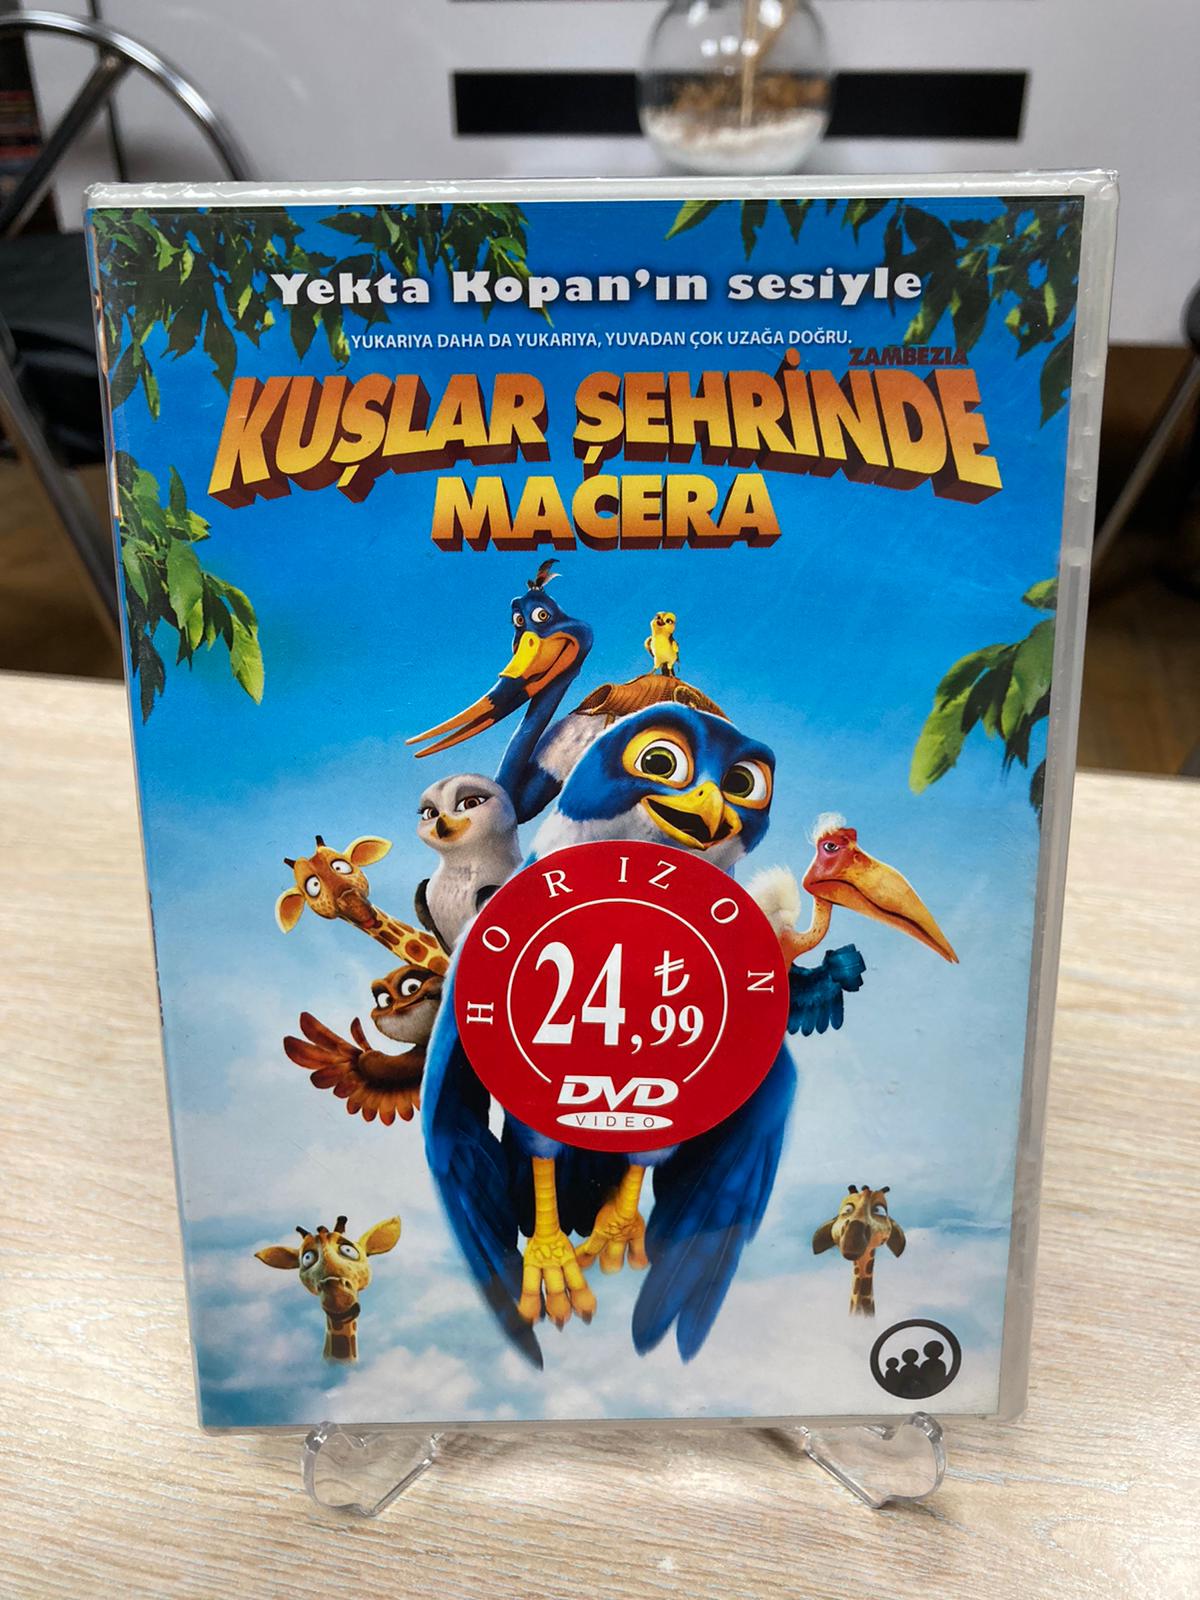 Yekta Kopan'ın sesiyle
YUKARIYA DAHA DA YUKARIYA, YUVADAN ÇOK UZAĞA DOĞRU.
ZAMBEZIA
KUŞLAR ŞEHRİNDE
MACERA
HORIZON
24,99 ₺
DVD
VIDEO